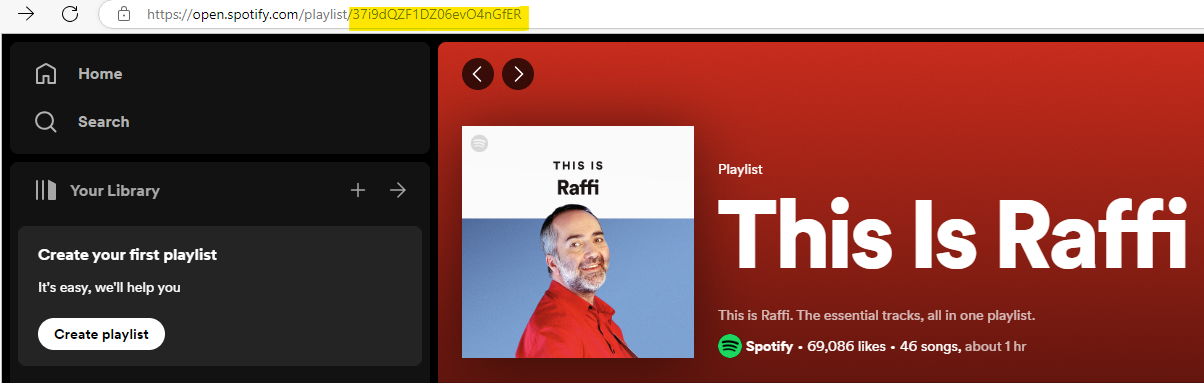 https://open.spotify.com/playlist/37i9dQZF1DZ06evO4nGfER
Home
Search
Your Library
Create your first playlist
It's easy, we'll help you
Create playlist
THIS IS
Raffi
Playlist
This Is Raffi
This is Raffi. The essential tracks, all in one playlist.
Spotify • 69,086 likes • 46 songs, about 1 hr